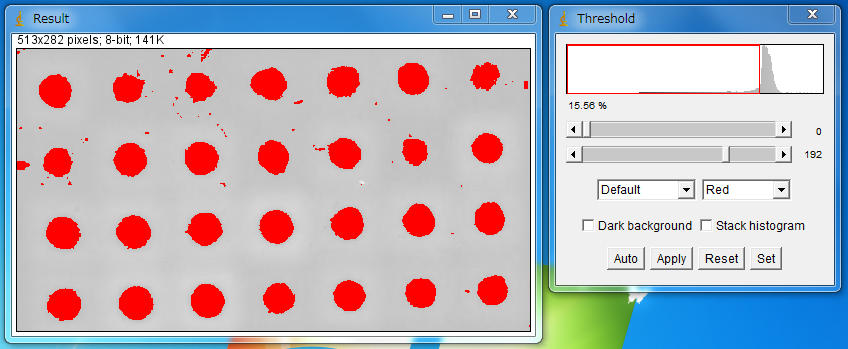 Result
513x282 pixels; 8-bit; 141K
Threshold
15.56 %
0
192
Default
Red
Dark background
Stack histogram
Auto
Apply
Reset
Set